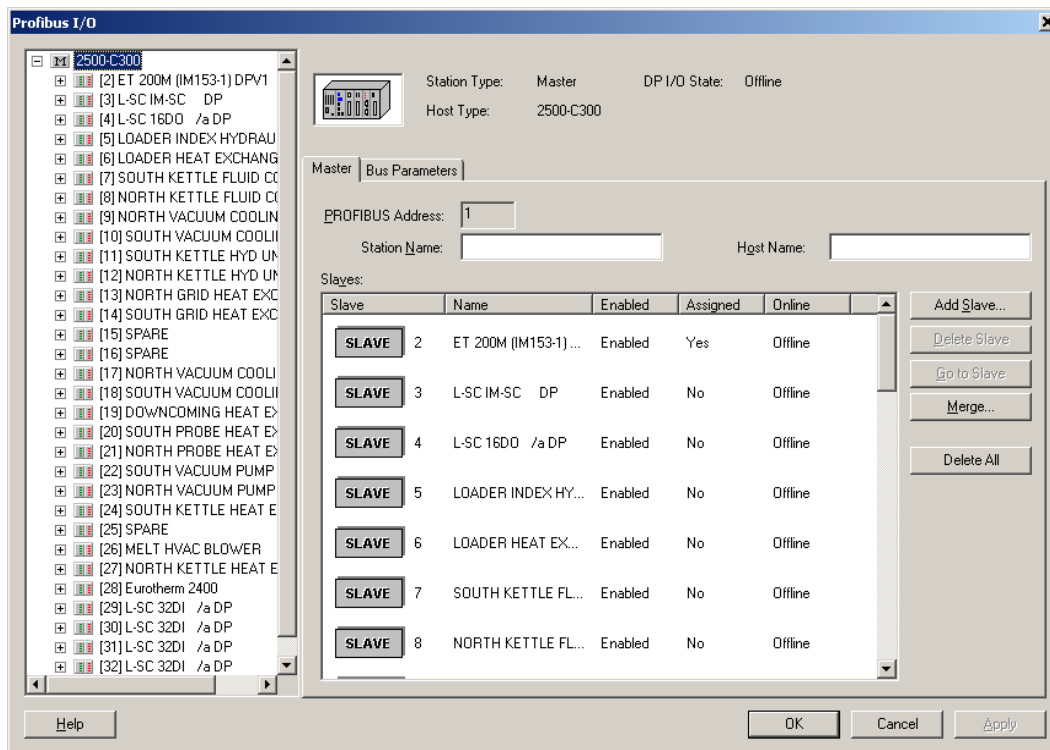 Profibus I/O
2500-C300
[2] ET 200M (IM153-1) DPV1
[3] L-SC IM-SC DP
[4] L-SC 16DO /a DP
[5] LOADER INDEX HYDRAU
[6] LOADER HEAT EXCHANG
[7] SOUTH KETTLE FLUID CO
[8] NORTH KETTLE FLUID CO
[9] NORTH VACUUM COOLIN
[10] SOUTH VACUUM COOLI
[11] SOUTH KETTLE HYD UN
[12] NORTH KETTLE HYD UN
[13] NORTH GRID HEAT EXC
[14] SOUTH GRID HEAT EXC
[15] SPARE
[16] SPARE
[17] NORTH VACUUM COOLI
[18] SOUTH VACUUM COOLI
[19] DOWNCOMING HEAT EX
[20] SOUTH PROBE HEAT EX
[21] NORTH PROBE HEAT EX
[22] SOUTH VACUUM PUMP
[23] NORTH VACUUM PUMP
[24] SOUTH KETTLE HEAT E
[25] SPARE
[26] MELT HVAC BLOWER
[27] NORTH KETTLE HEAT E
[28] Eurotherm 2400
[29] L-SC 32DI /a DP
[30] L-SC 32DI /a DP
[31] L-SC 32DI /a DP
[32] L-SC 32DI /a DP
Station Type: Master DP I/O State: Offline
Host Type: 2500-C300
Master Bus Parameters
PROFIBUS Address: 1
Station Name: Host Name:
Slaves:
Slave Name Enabled Assigned Online
SLAVE 2 ET 200M (IM153-1) ... Enabled Yes Offline
SLAVE 3 L-SC IM-SC DP Enabled No Offline
SLAVE 4 L-SC 16DO /a DP Enabled No Offline
SLAVE 5 LOADER INDEX HY... Enabled No Offline
SLAVE 6 LOADER HEAT EX... Enabled No Offline
SLAVE 7 SOUTH KETTLE FL... Enabled No Offline
SLAVE 8 NORTH KETTLE FL... Enabled No Offline
Add Slave...
Delete Slave
Go to Slave
Merge...
Delete All
Help OK Cancel Apply